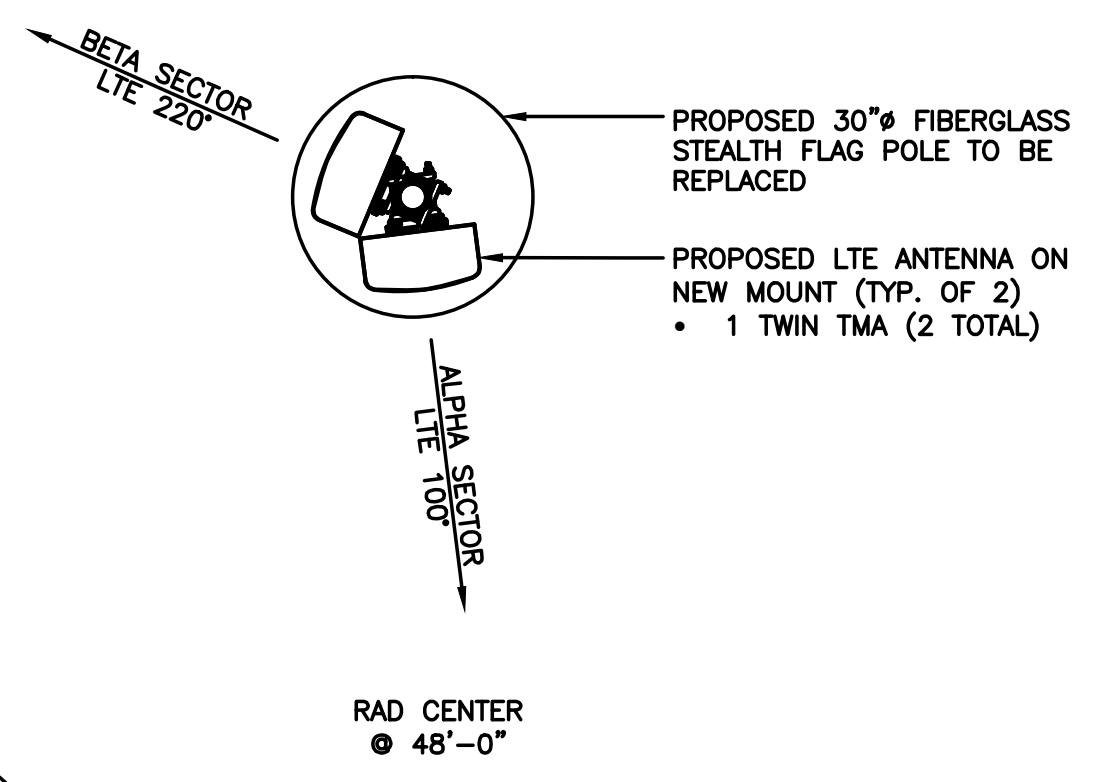 BETA SECTOR
LTE 220°
PROPOSED 30"ø FIBERGLASS
STEALTH FLAG POLE TO BE
REPLACED
PROPOSED LTE ANTENNA ON
NEW MOUNT (TYP. OF 2)
• 1 TWIN TMA (2 TOTAL)
ALPHA SECTOR
LTE 100°
RAD CENTER
@ 48'-0"